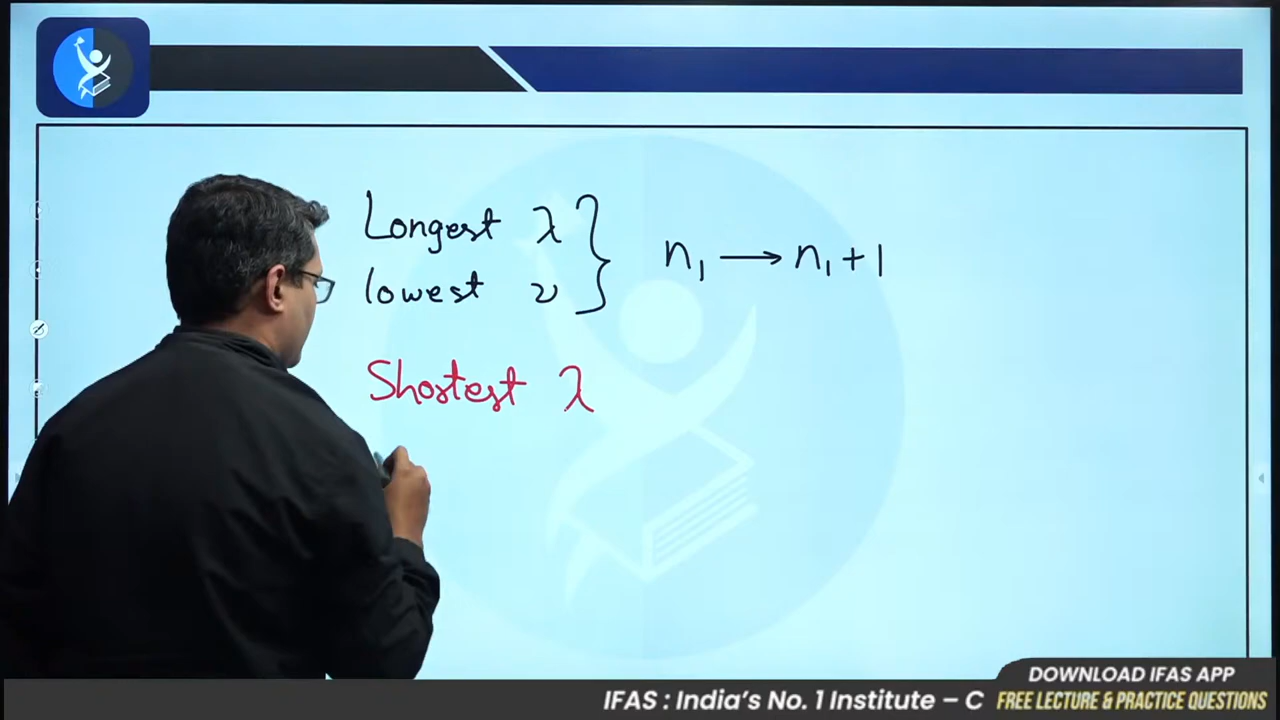 Longest λ
lowest ν
n₁ → n₁+1
Shortest λ
DOWNLOAD IFAS APP
IFAS : India's No. 1 Institute – C
FREE LECTURE & PRACTICE QUESTIONS